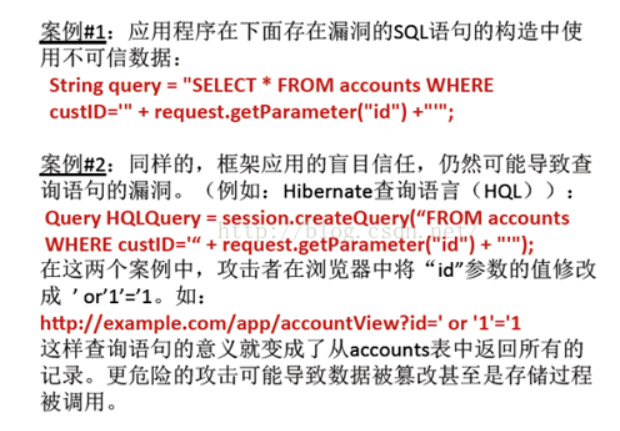 案例#1：应用程序在下面存在漏洞的SQL语句的构造中使
用不可信数据：
String query = "SELECT * FROM accounts WHERE
custID='" + request.getParameter("id") +"'";
案例#2：同样的，框架应用的盲目信任，仍然可能导致查
询语句的漏洞。（例如：Hibernate查询语言（HQL））：
Query HQLQuery = session.createQuery(“FROM accounts
http://blog.csdn.net/
WHERE custID='“ + request.getParameter("id") + "'");
在这两个案例中，攻击者在浏览器中将“id”参数的值修改
成 ’ or’1’=’1。如：
http://example.com/app/accountView?id=' or '1'='1
这样查询语句的意义就变成了从accounts表中返回所有的
记录。更危险的攻击可能导致数据被篡改甚至是存储过程
被调用。